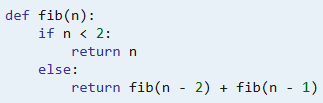 def fib(n):
    if n < 2:
        return n
    else:
        return fib(n - 2) + fib(n - 1)